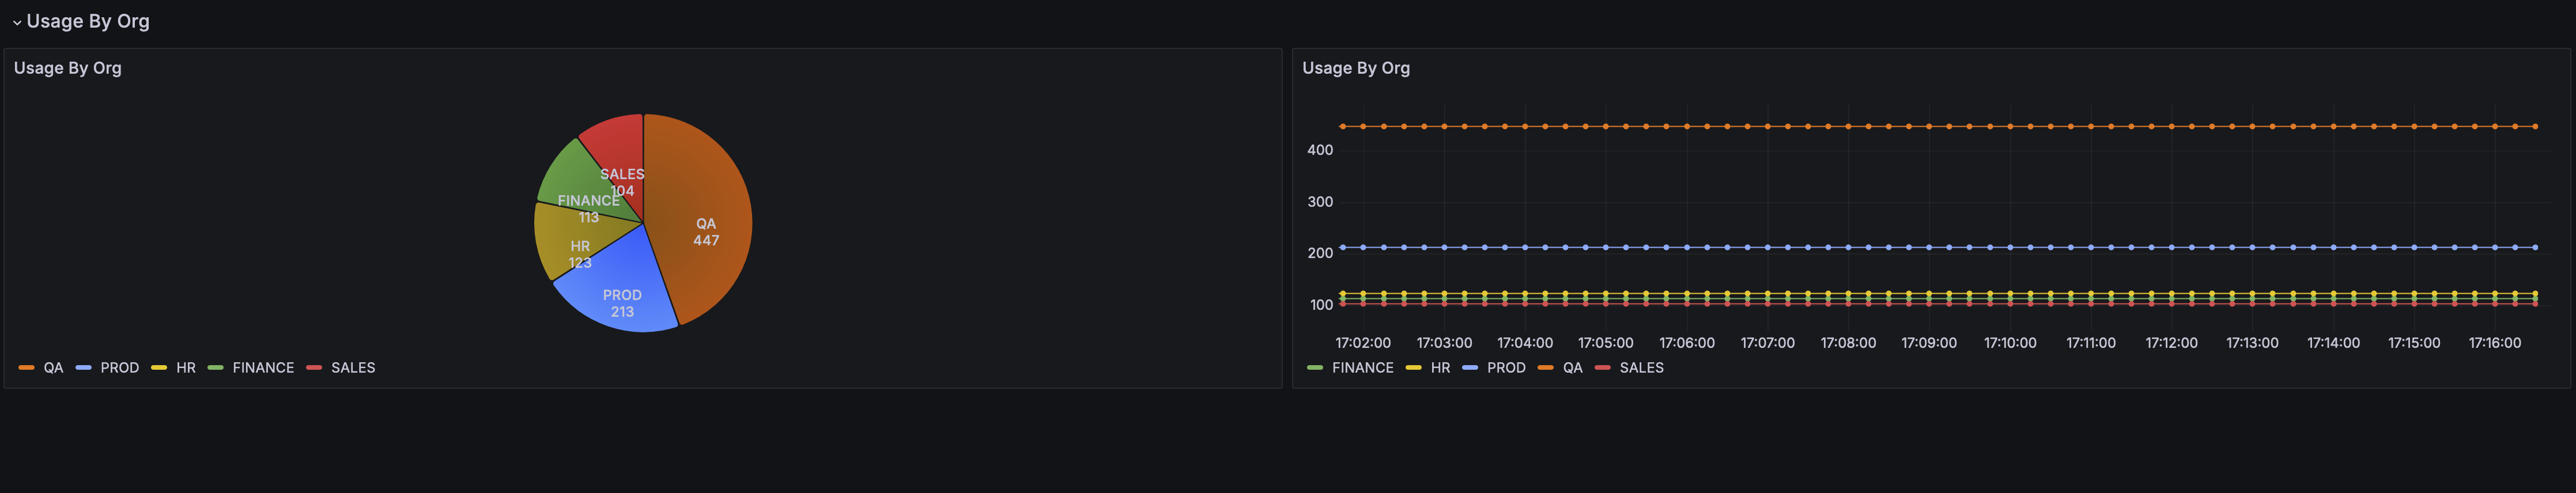 Usage By Org
Usage By Org
SALES
104
FINANCE
113
QA
447
HR
123
PROD
213
QA PROD HR FINANCE SALES
Usage By Org
400
300
200
100
17:02:00 17:03:00 17:04:00 17:05:00 17:06:00 17:07:00 17:08:00 17:09:00 17:10:00 17:11:00 17:12:00 17:13:00 17:14:00 17:15:00 17:16:00
FINANCE HR PROD QA SALES